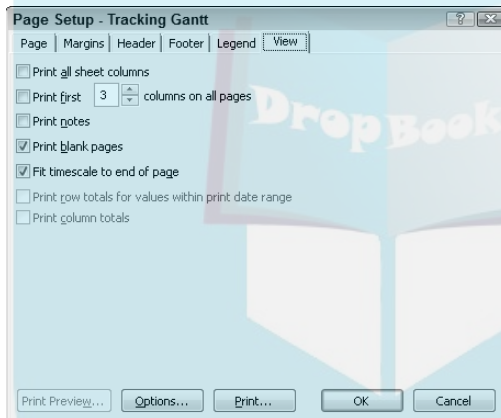 Page Setup - Tracking Gantt
Page Margins Header Footer Legend View
Print all sheet columns
Print first 3 columns on all pages
Print notes
Print blank pages
Fit timescale to end of page
Print row totals for values within print date range
Print column totals
DropBook
Print Preview... Options... Print... OK Cancel